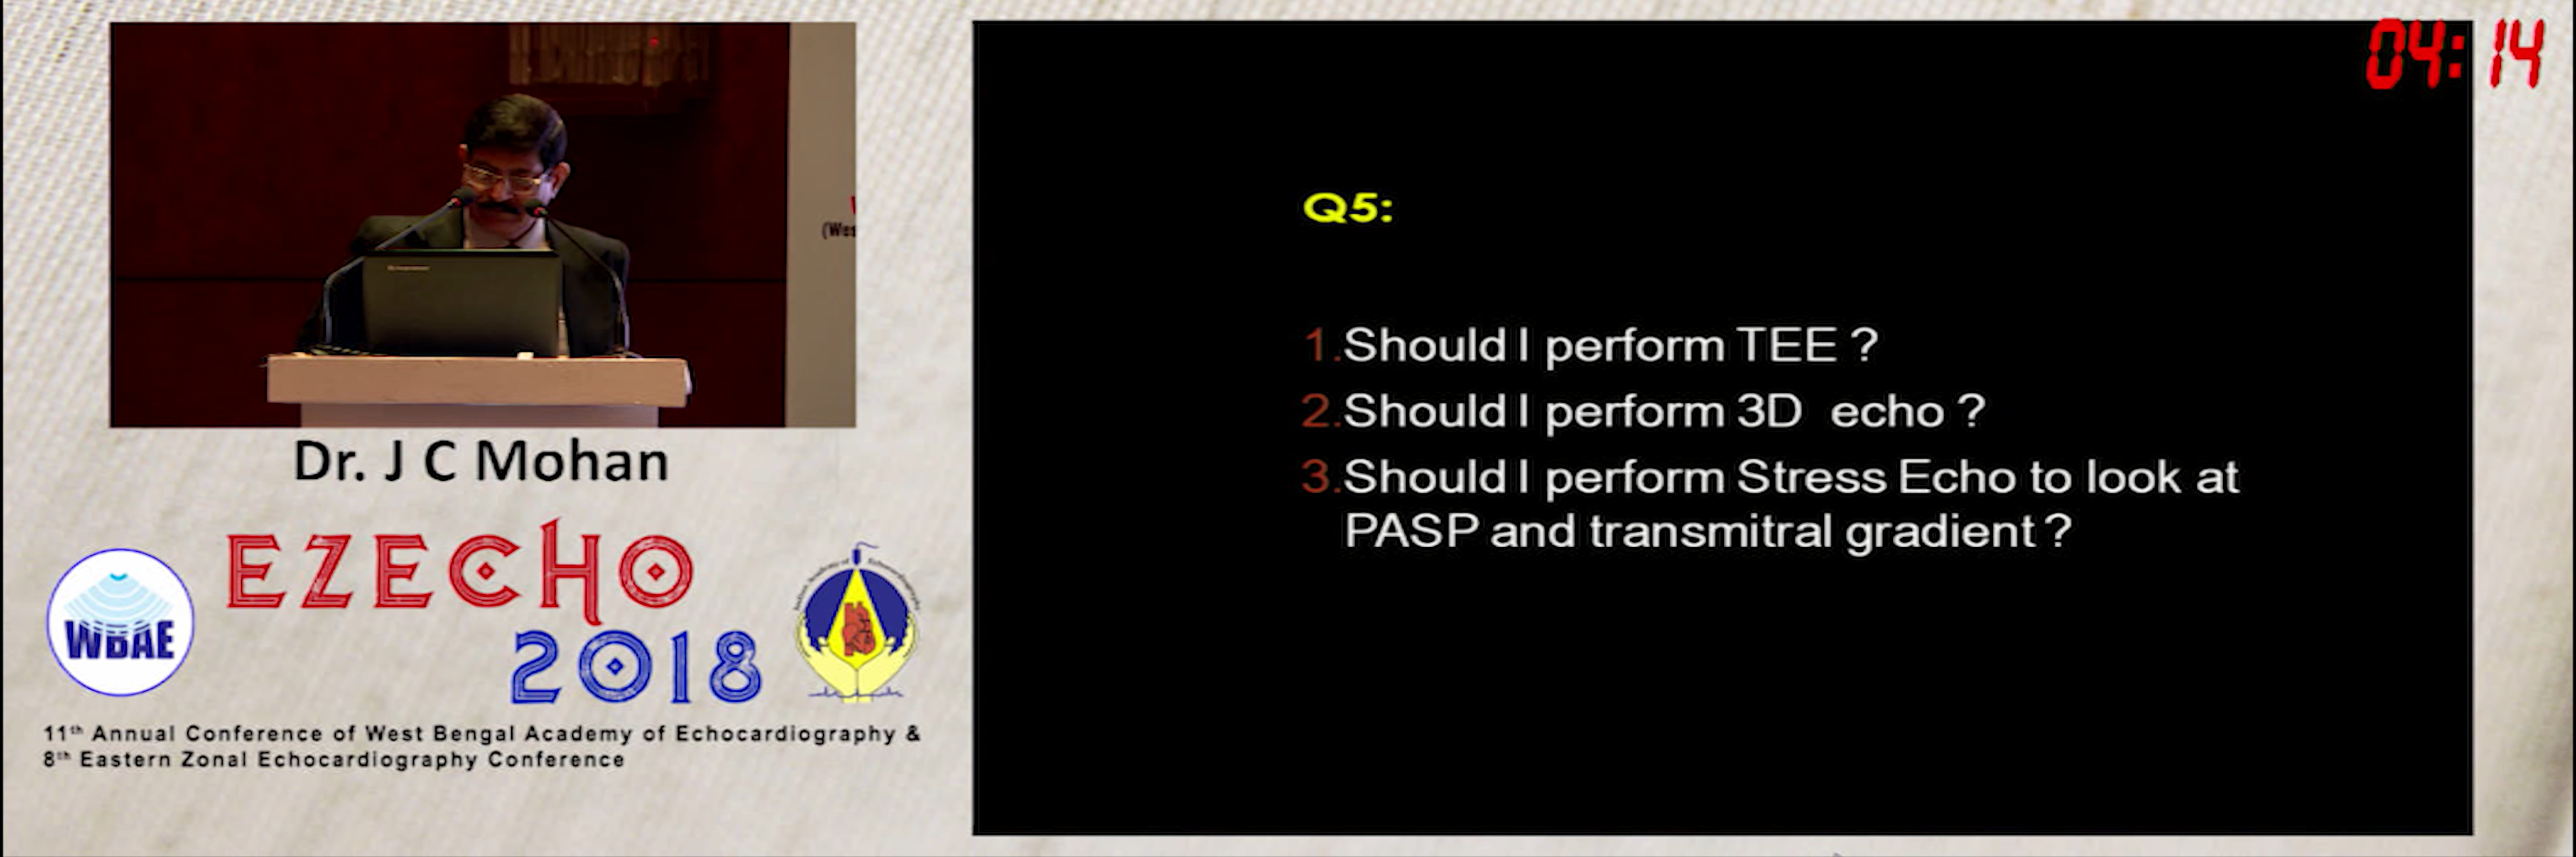 04:14
(Wes
Dr. J C Mohan
EZECHO
2018
WBAE
11th Annual Conference of West Bengal Academy of Echocardiography &
8th Eastern Zonal Echocardiography Conference
Q5:
1.Should I perform TEE ?
2.Should I perform 3D echo ?
3.Should I perform Stress Echo to look at
PASP and transmitral gradient ?